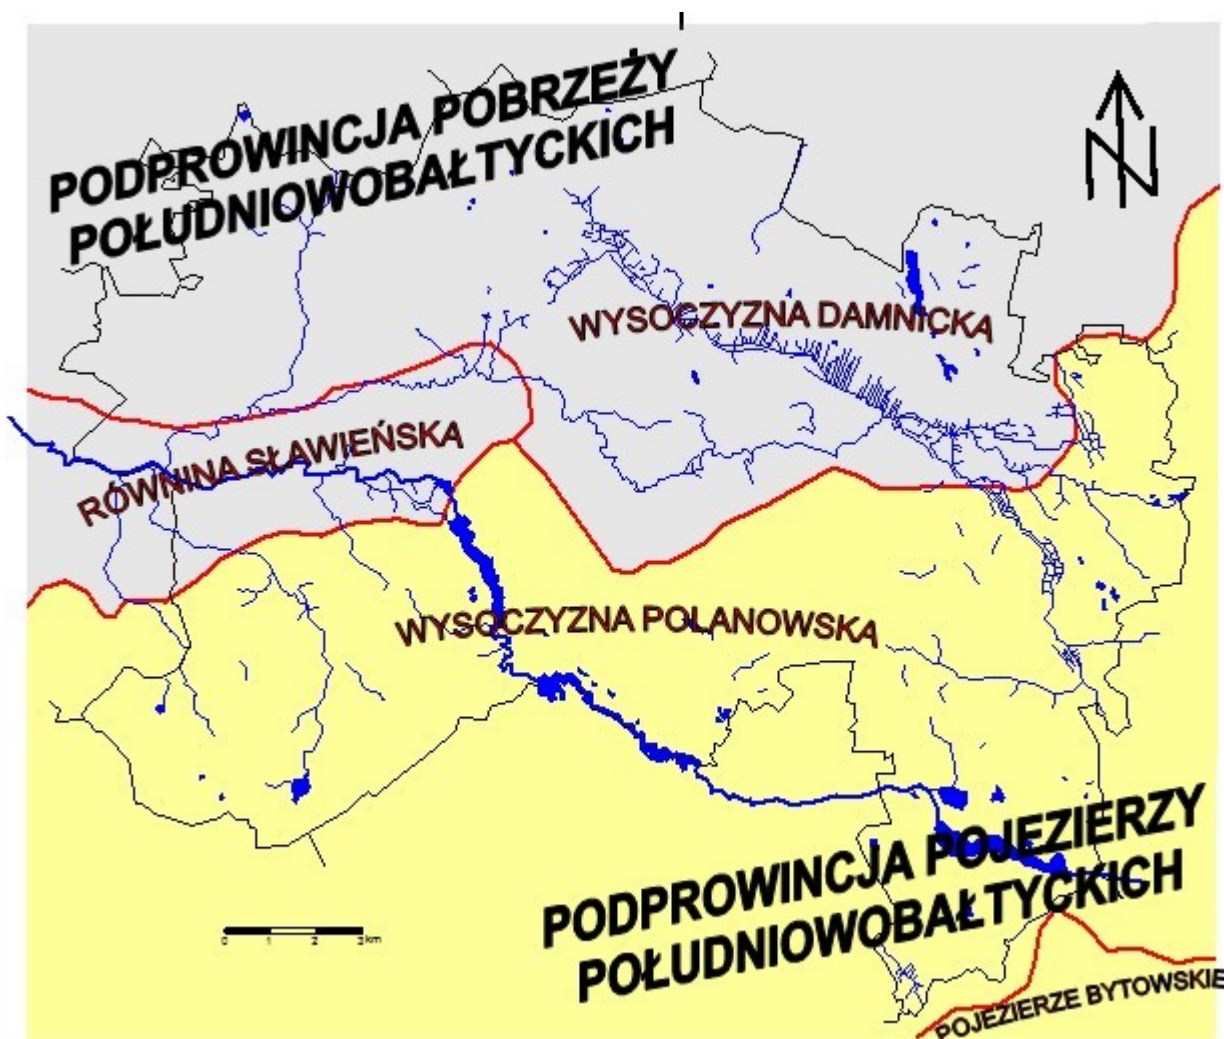 PODPROWINCJA POBRZEŻY
POŁUDNIOWOBAŁTYCKICH
N
WYSOCZYZNA DAMNICKA
RÓWNINA SŁAWIEŃSKA
WYSOCZYZNA POLANOWSKA
PODPROWINCJA POJEZIERZY
POŁUDNIOWOBAŁTYCKICH
0 1 2 3 km
POJEZIERZE BYTOWSKIE